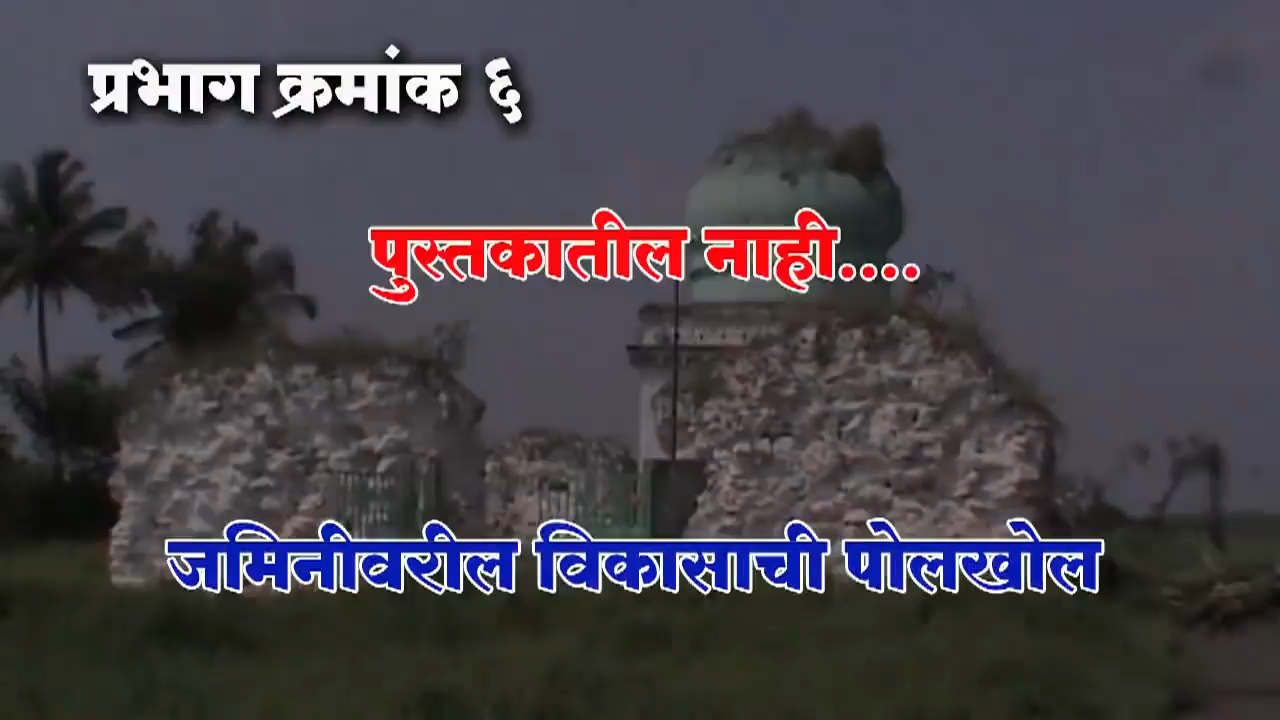 प्रभाग क्रमांक ६
पुस्तकातील नाही....
जमिनीवरील विकासाची पोलखोल